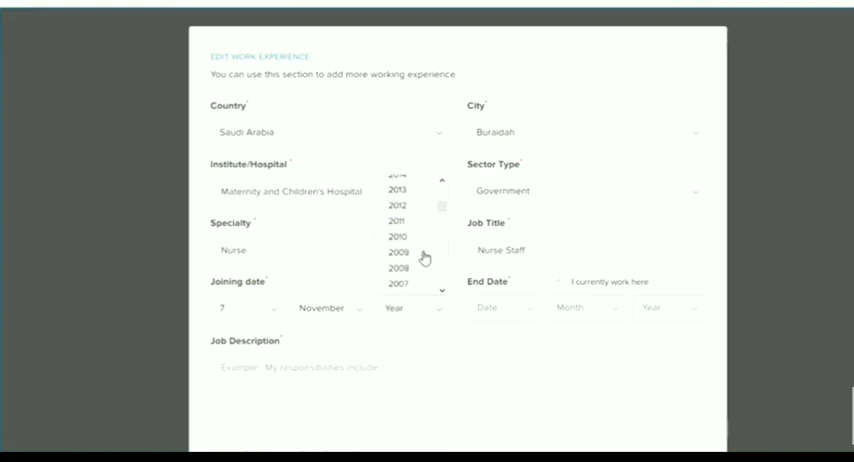 EDIT WORK EXPERIENCE
You can use this section to add more working experience
Country* City*
Saudi Arabia Buraidah
Institute/Hospital* Sector Type*
2014
2013
Maternity and Children's Hospital Government
2012
Specialty* 2011 Job Title*
2010
Nurse 2009 Nurse Staff
2008
Joining date* 2007 End Date* I currently work here
7 November Year Date Month Year
Job Description*
Example : My responsibilities include